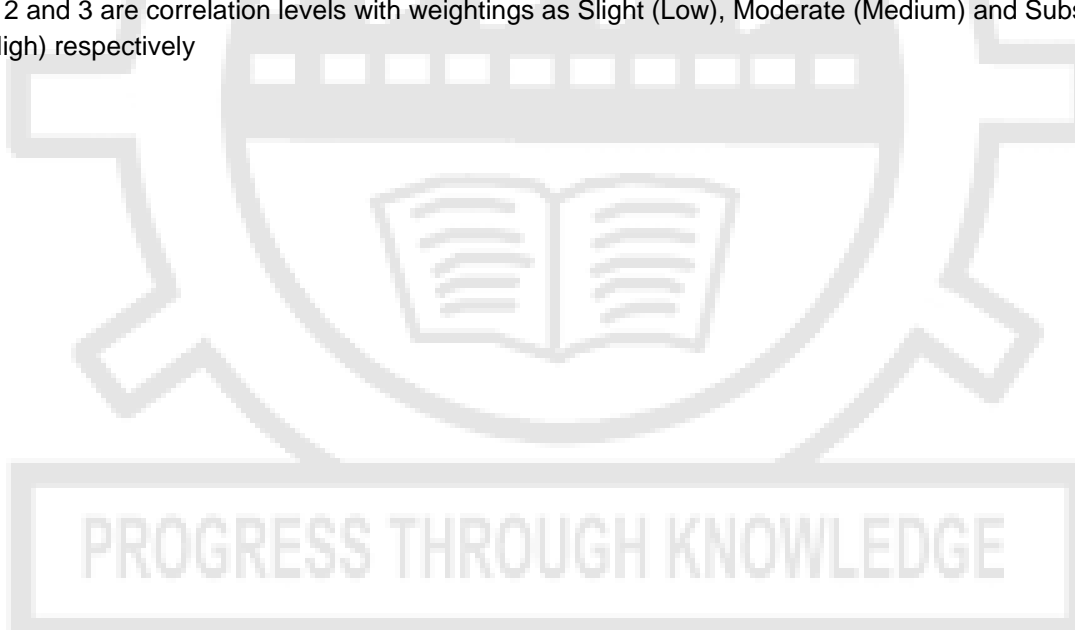 2 and 3 are correlation levels with weightings as Slight (Low), Moderate (Medium) and Subs
igh) respectively
PROGRESS THROUGH KNOWLEDGE